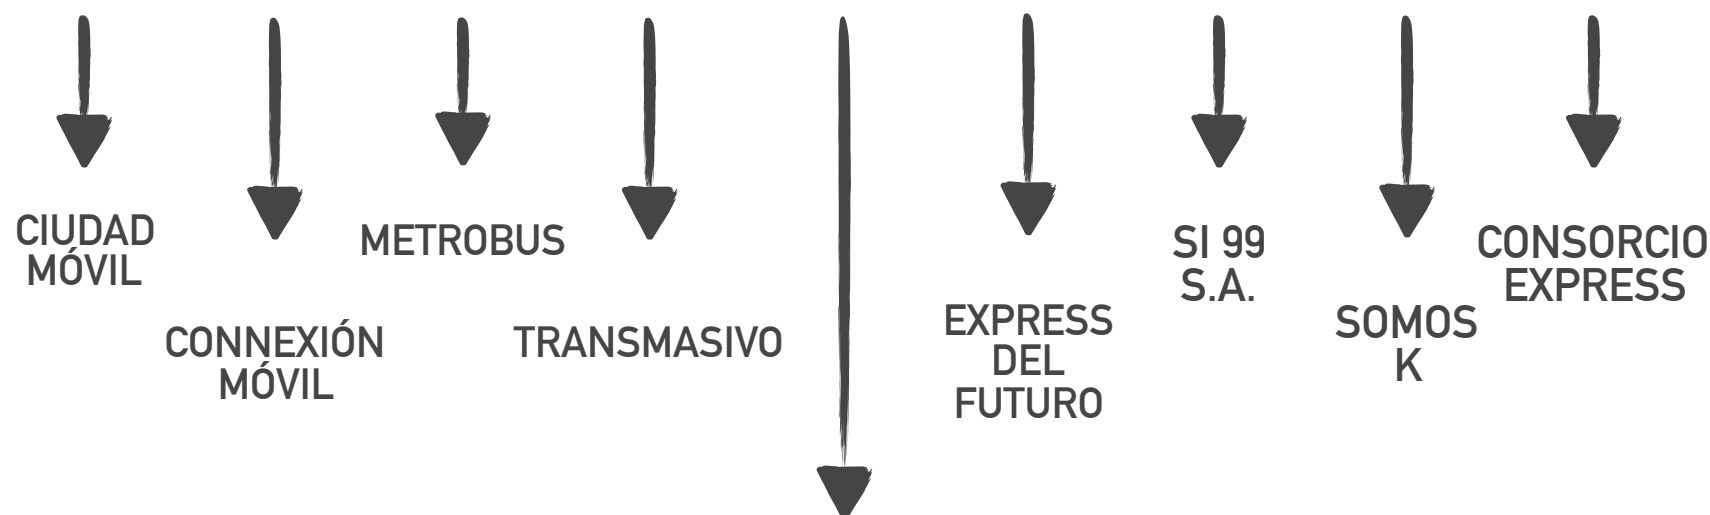 CIUDAD
MÓVIL
CONNEXIÓN
MÓVIL
METROBUS
TRANSMASIVO
EXPRESS
DEL
FUTURO
SI 99
S.A.
SOMOS
K
CONSORCIO
EXPRESS